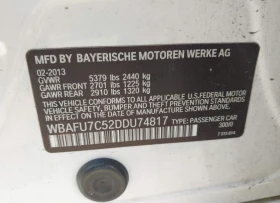 MFD. BY BAYERISCHE MOTOREN WERKE AG
02-2013
GVWR 5379 lbs 2440 kg
GAWR FRONT 2701 lbs 1225 kg
GAWR REAR 2910 lbs 1320 kg
THIS VEHICLE CONFORMS TO ALL APPLICABLE
U.S. FEDERAL MOTOR
VEHICLE SAFETY, BUMPER, AND THEFT PREVENTION
STANDARDS IN EFFECT ON THE DATE OF MANUFACTURE
SHOWN ABOVE.
WBAFU7C52DDU74817 TYPE: PASSENGER CAR
300/II